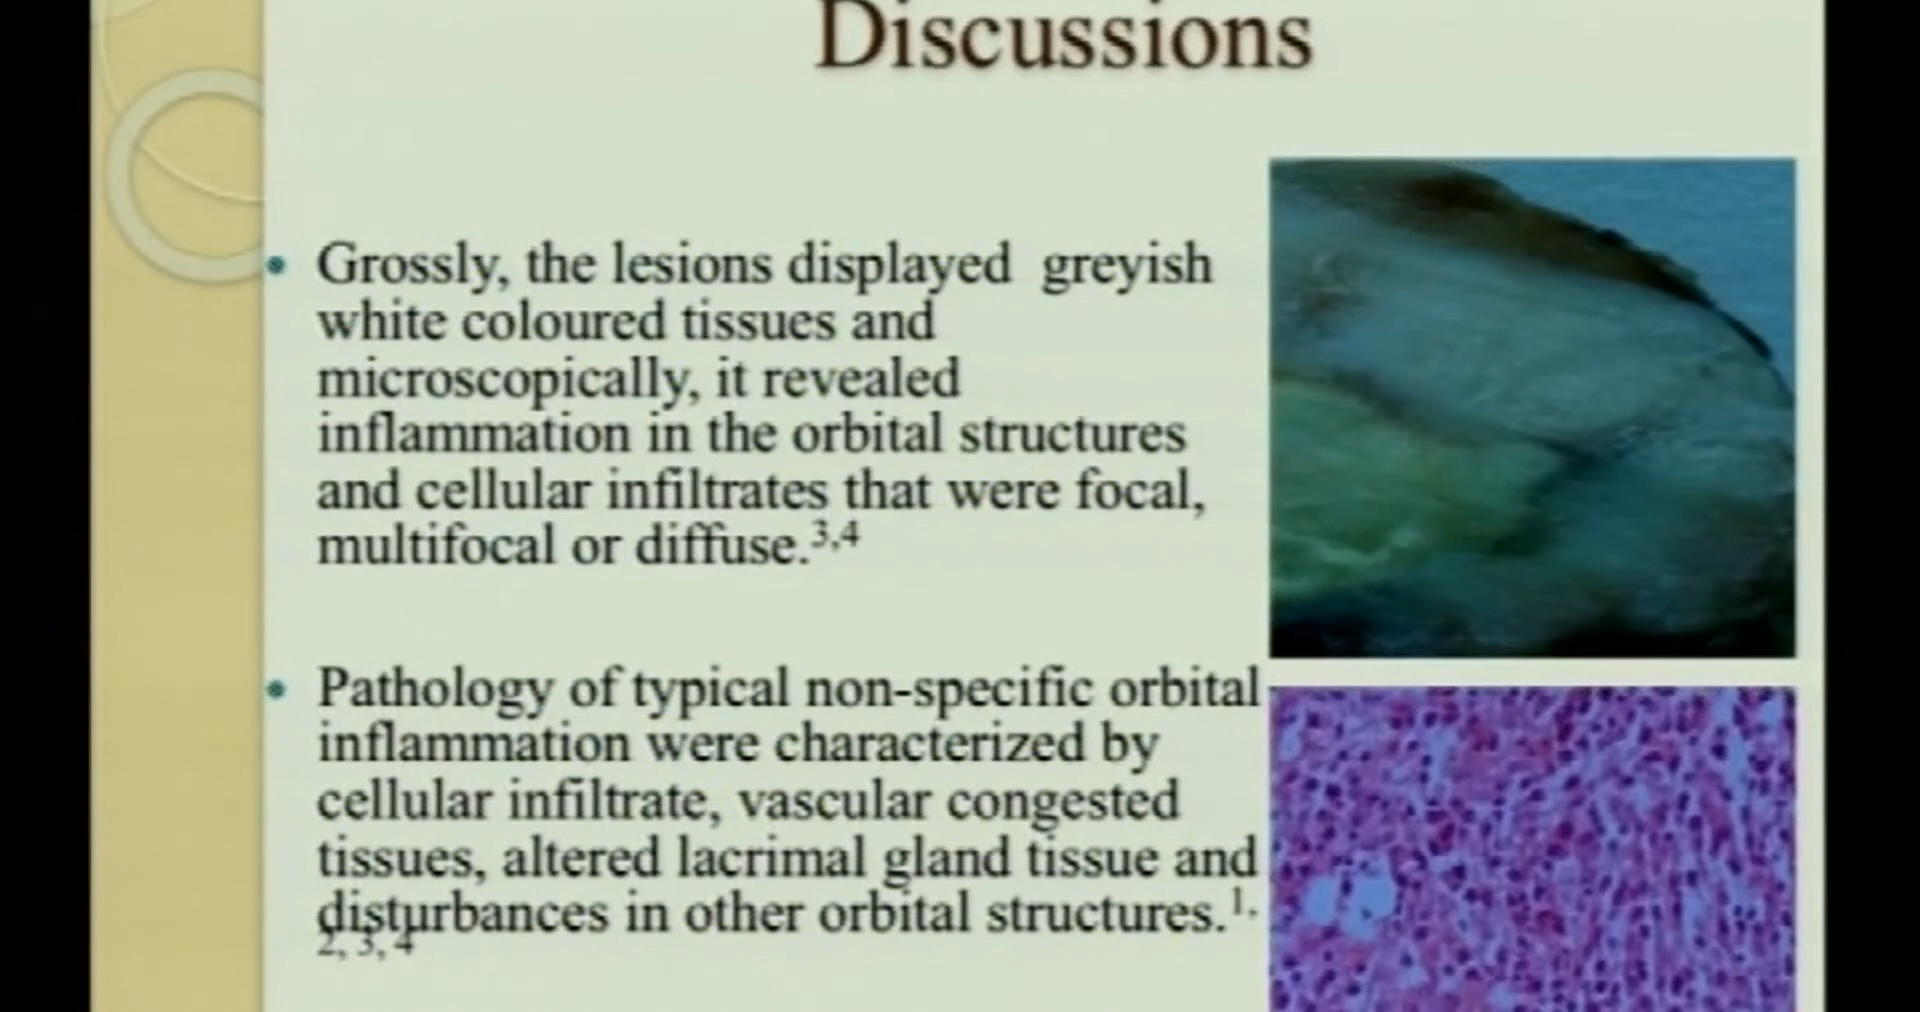 Discussions
• Grossly, the lesions displayed greyish
white coloured tissues and
microscopically, it revealed
inflammation in the orbital structures
and cellular infiltrates that were focal,
multifocal or diffuse.3,4
• Pathology of typical non-specific orbital
inflammation were characterized by
cellular infiltrate, vascular congested
tissues, altered lacrimal gland tissue and
disturbances in other orbital structures.1,
2, 3, 4